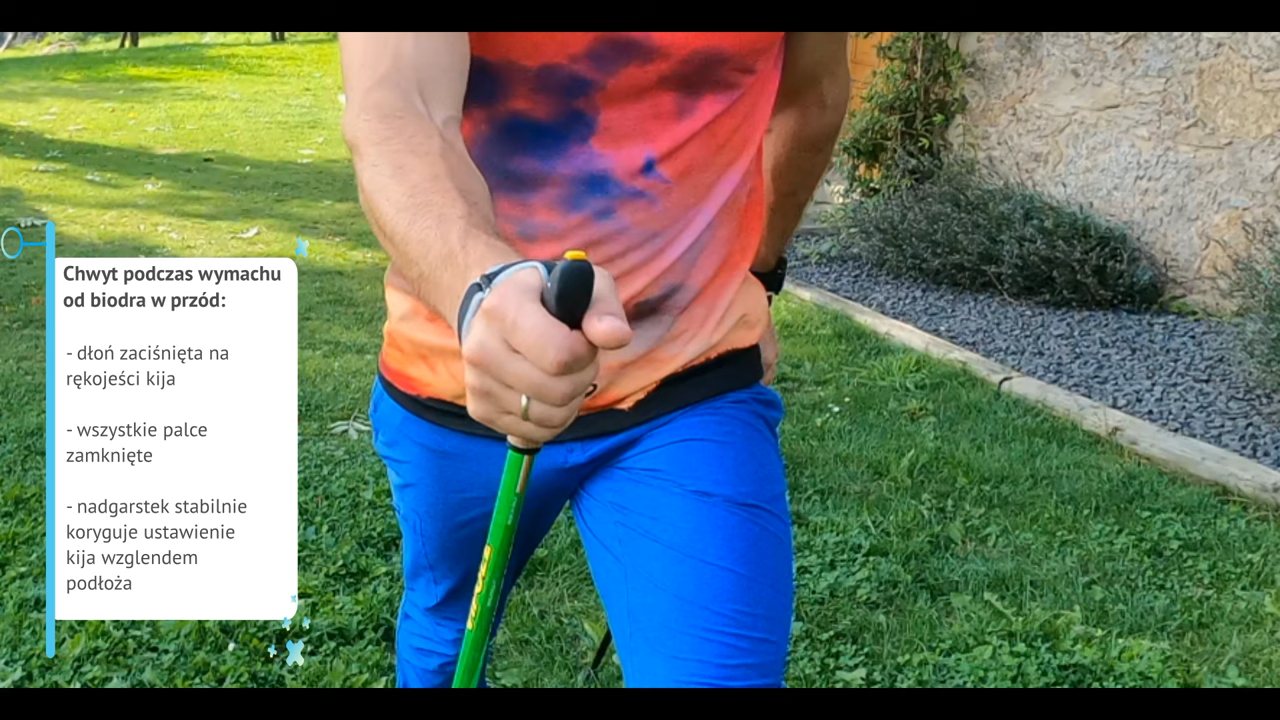 Chwyt podczas wymachu
od biodra w przód:
- dłoń zaciśnięta na
rękojeści kija
- wszystkie palce
zamknięte
- nadgarstek stabilnie
koryguje ustawienie
kija wzglendem
podłoża